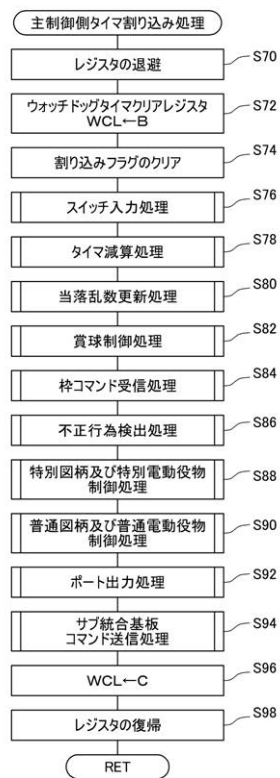 主制御側タイマ割り込み処理
レジスタの退避
S70
ウォッチドッグタイマクリアレジスタ
WCL←B
S72
割り込みフラグのクリア
S74
スイッチ入力処理
S76
タイマ減算処理
S78
当落乱数更新処理
S80
賞球制御処理
S82
枠コマンド受信処理
S84
不正行為検出処理
S86
特別図柄及び特別電動役物
制御処理
S88
普通図柄及び普通電動役物
制御処理
S90
ポート出力処理
S92
サブ統合基板
コマンド送信処理
S94
WCL←C
S96
レジスタの復帰
S98
RET